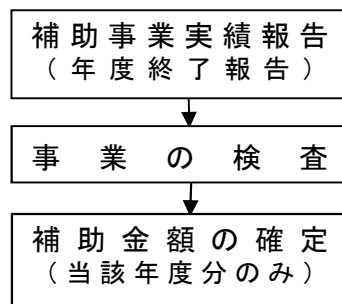 補助事業実績報告
（年度終了報告）
事業の検査
補助金額の確定
（当該年度分のみ）